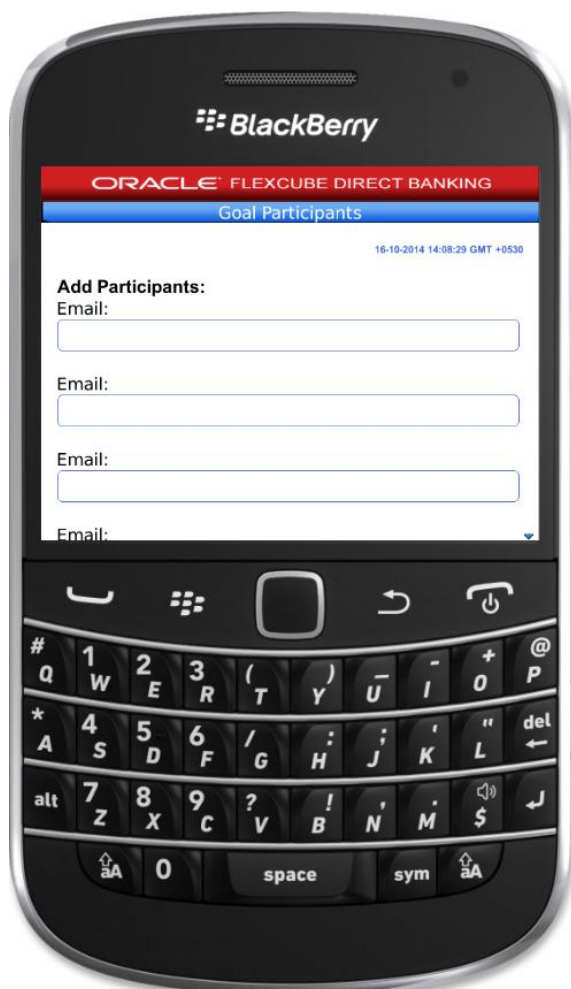 BlackBerry
ORACLE FLEXCUBE DIRECT BANKING
Goal Participants
16-10-2014 14:08:29 GMT +0530
Add Participants:
Email:
Email:
Email:
Email:
# 1 2 3 ( ) _ - + @
Q W E R T Y U I O P
* 4 5 6 / : ; ' " del
A S D F G H J K L
alt 7 8 9 ? ! , . $
Z X C V B N M
aA 0 space sym aA